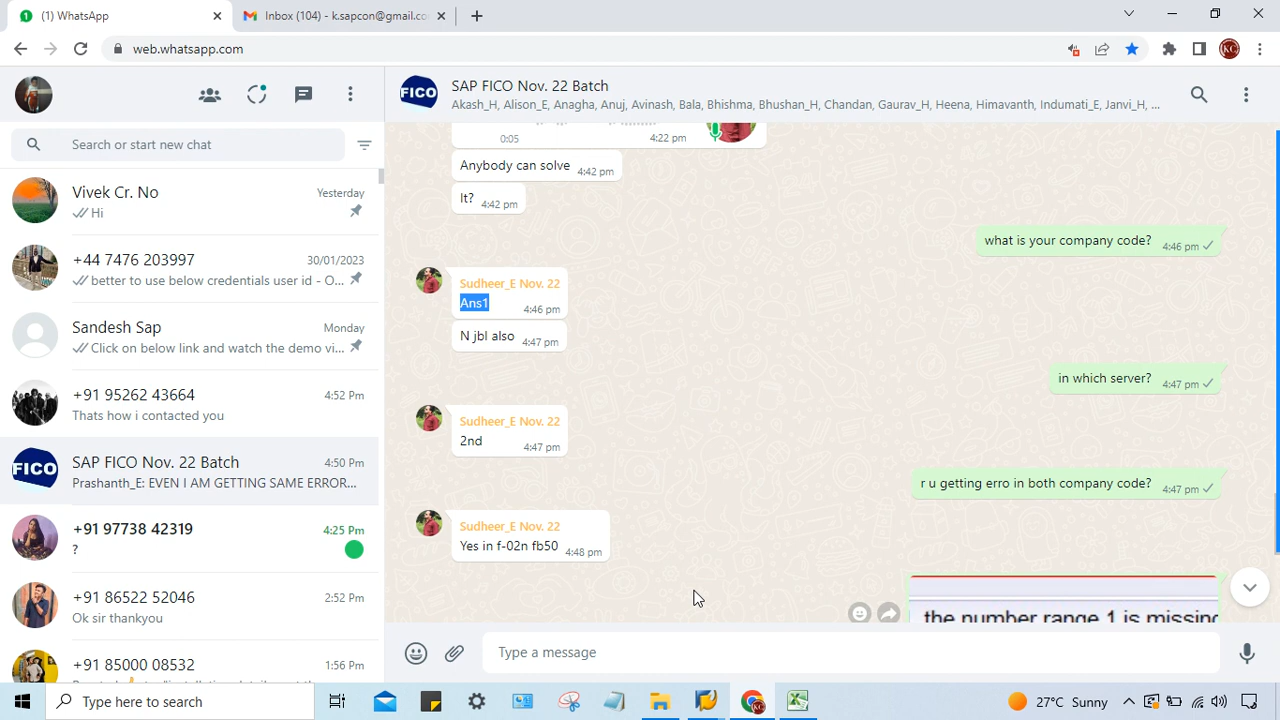 (1) WhatsApp
Inbox (104) - k.sapcon@gmail.co
web.whatsapp.com
KC
FICO
SAP FICO Nov. 22 Batch
Akash_H, Alison_E, Anagha, Anuj, Avinash, Bala, Bhishma, Bhushan_H, Chandan, Gaurav_H, Heena, Himavanth, Indumati_E, Janvi_H, ...
Search or start new chat
Vivek Cr. No
Yesterday
Hi
+44 7476 203997
30/01/2023
better to use below credentials user id - O...
Sandesh Sap
Monday
Click on below link and watch the demo vi...
+91 95262 43664
4:52 Pm
Thats how i contacted you
FICO
SAP FICO Nov. 22 Batch
4:50 Pm
Prashanth_E: EVEN I AM GETTING SAME ERROR...
+91 97738 42319
4:25 Pm
?
+91 86522 52046
2:52 Pm
Ok sir thankyou
+91 85000 08532
1:56 Pm
0:05
4:22 pm
Anybody can solve
4:42 pm
It?
4:42 pm
what is your company code?
4:46 pm
Sudheer_E Nov. 22
Ans1
4:46 pm
N jbl also
4:47 pm
in which server?
4:47 pm
Sudheer_E Nov. 22
2nd
4:47 pm
r u getting erro in both company code?
4:47 pm
Sudheer_E Nov. 22
Yes in f-02n fb50
4:48 pm
the number range 1 is missing
Type a message
Type here to search
27°C Sunny